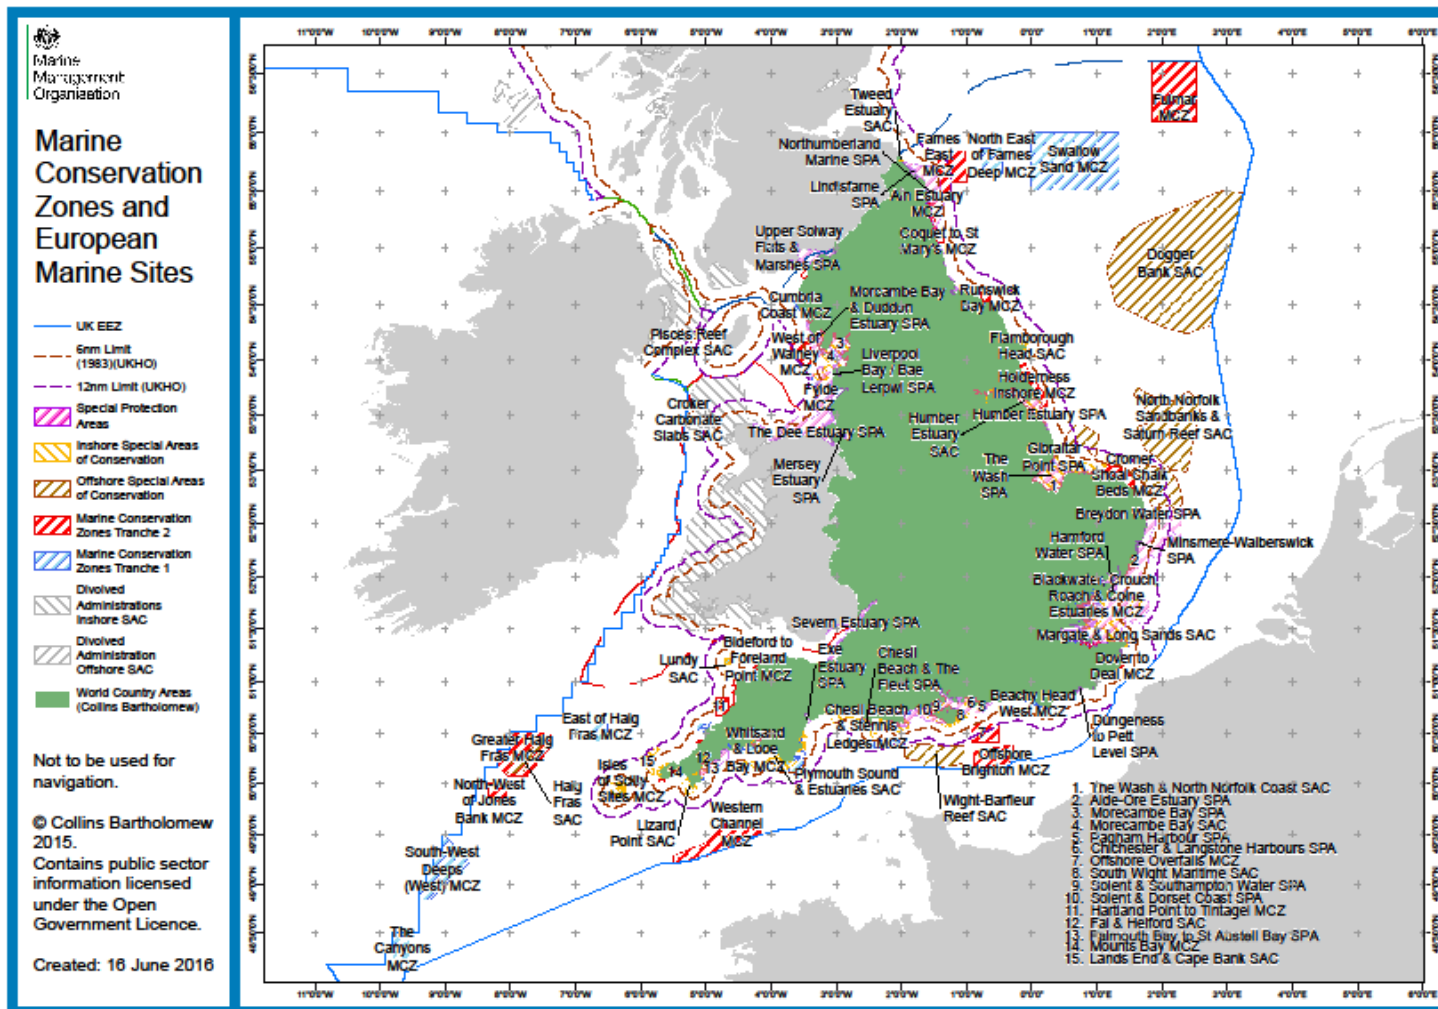 Marine
Management
Organisation
Marine
Conservation
Zones and
European
Marine Sites
UK EEZ
6nm Limit
(1983)(UKHO)
12nm Limit (UKHO)
Special Protection
Areas
Inshore Special Areas
of Conservation
Offshore Special Areas
of Conservation
Marine Conservation
Zones Tranche 2
Marine Conservation
Zones Tranche 1
Divolved
Administrations
Inshore SAC
Divolved
Administration
Offshore SAC
World Country Areas
(Collins Bartholomew)
Not to be used for
navigation.
© Collins Bartholomew
2015.
Contains public sector
information licensed
under the Open
Government Licence.
Created: 16 June 2016
Tweed
Estuary
SAC
Northumberland
Marine SPA
Lindisfarne
SPA
Farnes
East
MCZ
North East
of Farnes
Deep MCZ
Swallow
Sand MCZ
Fulmar
MCZ
Aln Estuary
MCZ
Coquet to St
Mary's MCZ
Upper Solway
Flats &
Marshes SPA
Dogger
Bank SAC
Cumbria
Coast MCZ
Morcambe Bay
& Duddon
Estuary SPA
Runswick
Bay MCZ
Pisces Reef
Complex SAC
West of
Walney
MCZ
3
4
Liverpool
Bay / Bae
Lerpwl SPA
Flamborough
Head SAC
Fylde
MCZ
Holderness
Inshore MCZ
Humber Estuary SPA
Croker
Carbonate
Slabs SAC
The Dee Estuary SPA
Humber
Estuary
SAC
North Norfolk
Sandbanks &
Saturn Reef SAC
Mersey
Estuary
SPA
The
Wash
SPA
Gibraltar
Point SPA
1
Cromer
Shoal Chalk
Beds MCZ
Breydon Water SPA
Hamford
Water SPA
Minsmere-Walberswick
SPA
2
Blackwater, Crouch
Roach & Colne
Estuaries MCZ
Margate & Long Sands SAC
Severn Estuary SPA
Bideford to
Foreland
Point MCZ
Lundy
SAC
Exe
Estuary
SPA
Chesil
Beach & The
Fleet SPA
Dover to
Deal MCZ
Beachy Head
West MCZ
11
10
9
8
6
5
Chesil Beach
& Stennis
Ledges MCZ
Dungeness
to Pett
Level SPA
East of Haig
Fras MCZ
Greater Haig
Fras MCZ
Whitsand
& Looe
Bay MCZ
Offshore
Brighton MCZ
Isles
of Scilly
Sites MCZ
15
14
12
13
Plymouth Sound
& Estuaries SAC
Haig
Fras
SAC
North-West
of Jones
Bank MCZ
Wight-Barfleur
Reef SAC
Lizard
Point SAC
Western
Channel
MCZ
South-West
Deeps
(West) MCZ
The
Canyons
MCZ
1. The Wash & North Norfolk Coast SAC
2. Alde-Ore Estuary SPA
3. Morecambe Bay SPA
4. Morecambe Bay SAC
5. Pagham Harbour SPA
6. Chichester & Langstone Harbours SPA
7. Offshore Overfalls MCZ
8. South Wight Maritime SAC
9. Solent & Southampton Water SPA
10. Solent & Dorset Coast SPA
11. Hartland Point to Tintagel MCZ
12. Fal & Helford SAC
13. Falmouth Bay to St Austell Bay SPA
14. Mounts Bay MCZ
15. Lands End & Cape Bank SAC